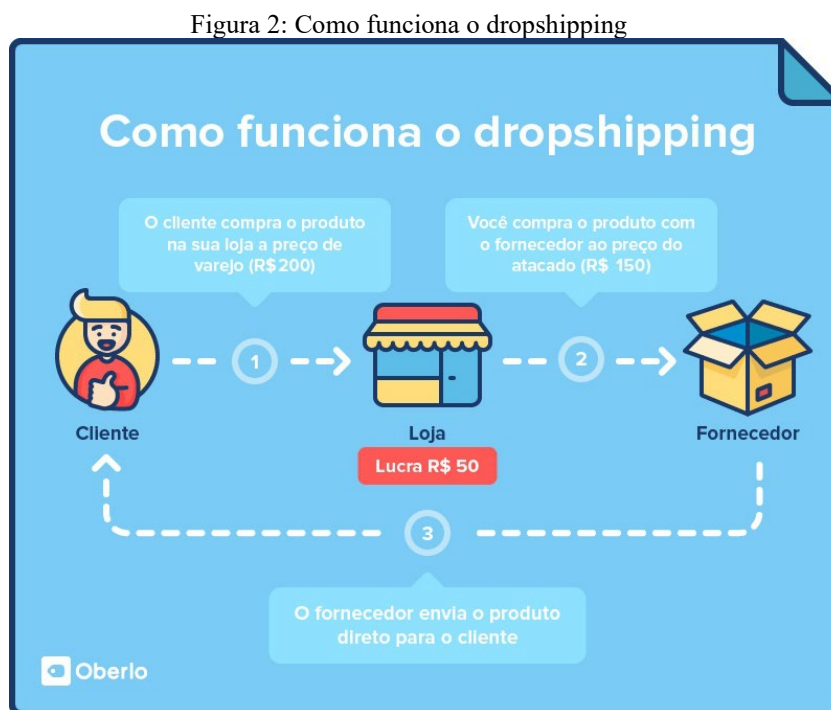 Figura 2: Como funciona o dropshipping
Como funciona o dropshipping
O cliente compra o produto
na sua loja a preço de
varejo (R$200)
Você compra o produto com
o fornecedor ao preço do
atacado (R$ 150)
1
2
Cliente
Loja
Fornecedor
Lucra R$ 50
3
O fornecedor envia o produto
direto para o cliente
Oberlo